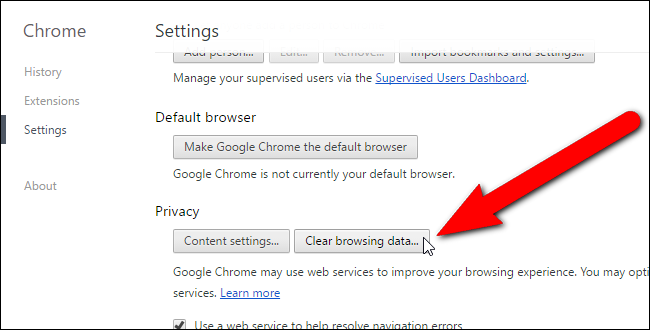 Chrome
Settings
History
Extensions
Settings
About
Add person... Edit... Remove... Import bookmarks and settings...
Manage your supervised users via the Supervised Users Dashboard.
Default browser
Make Google Chrome the default browser
Google Chrome is not currently your default browser.
Privacy
Content settings... Clear browsing data...
Google Chrome may use web services to improve your browsing experience. You may opti
services. Learn more
Use a web service to help resolve navigation errors